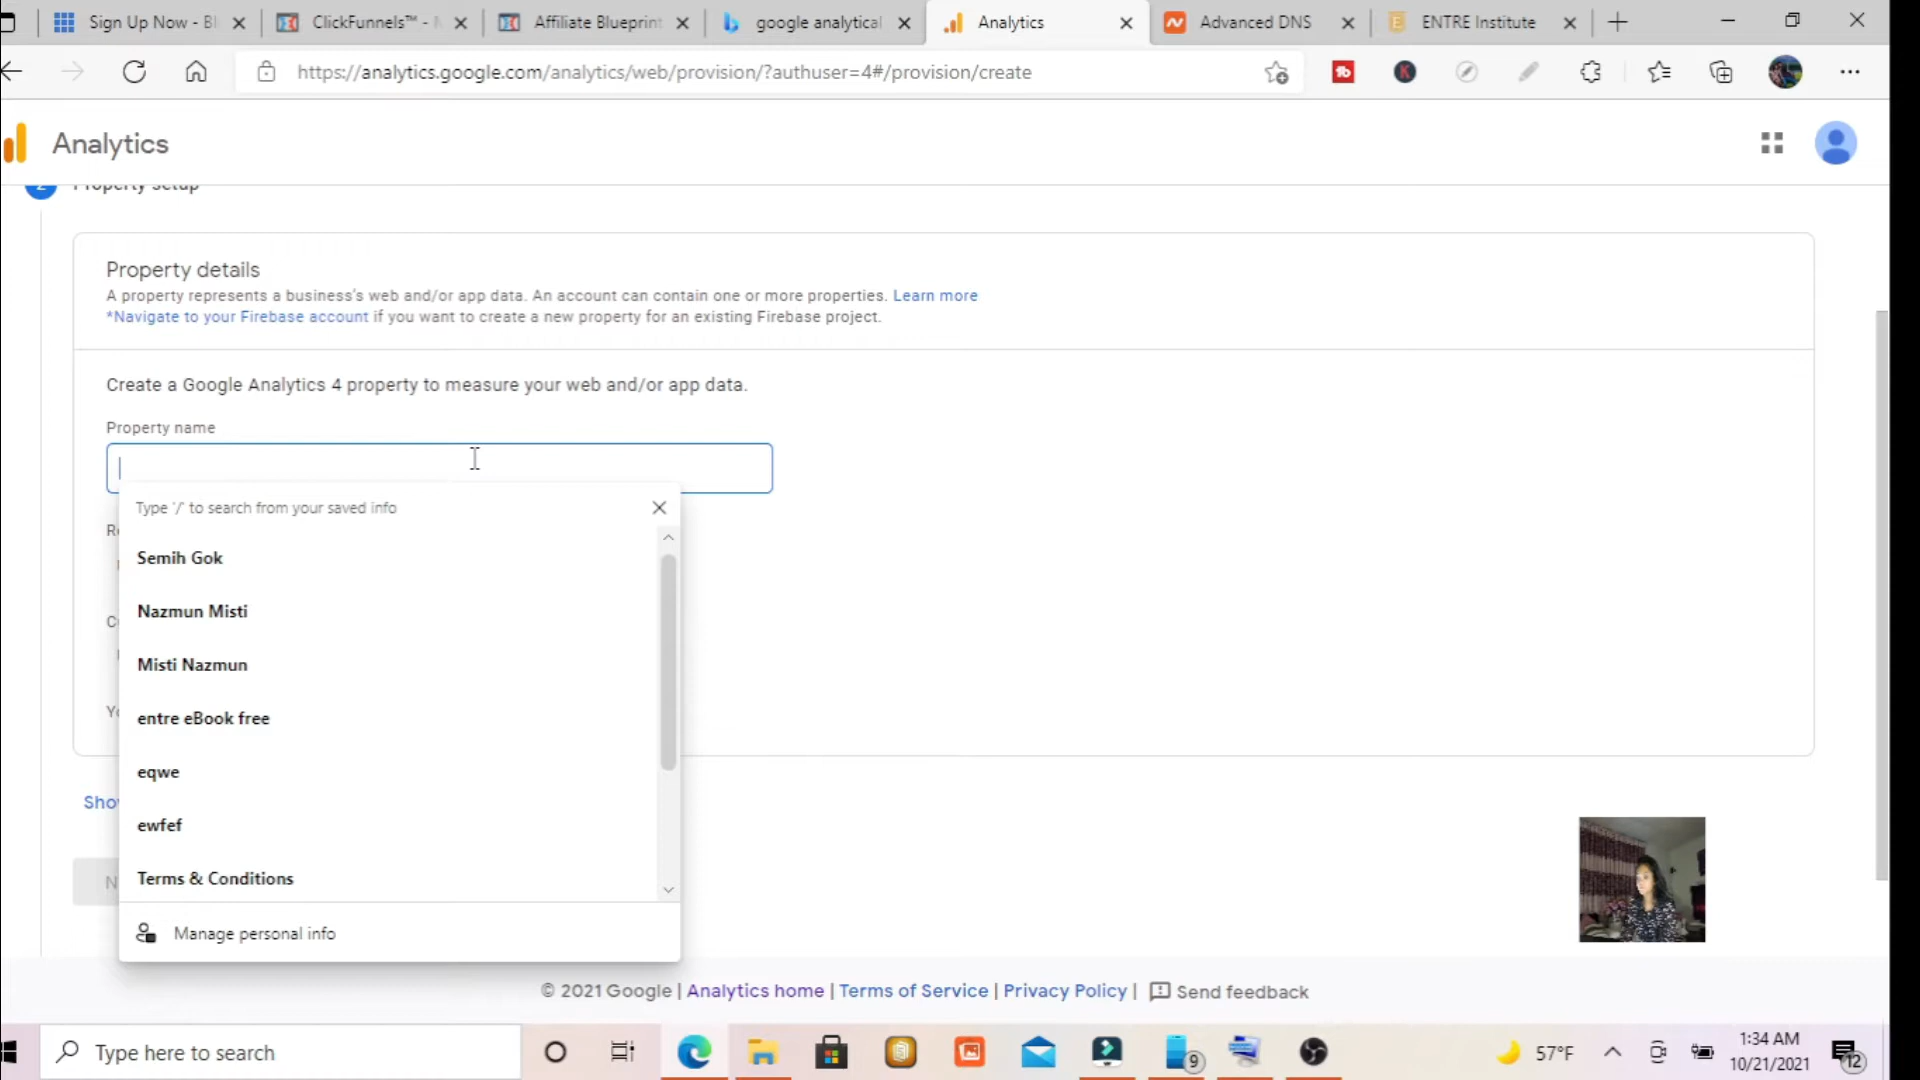 Sign Up Now - Bl
ClickFunnels™ - M
Affiliate Blueprint
google analytical
Analytics
Advanced DNS
ENTRE Institute
https://analytics.google.com/analytics/web/provision/?authuser=4#/provision/create
Analytics
2 Property setup
Property details
A property represents a business's web and/or app data. An account can contain one or more properties. Learn more
*Navigate to your Firebase account if you want to create a new property for an existing Firebase project.
Create a Google Analytics 4 property to measure your web and/or app data.
Property name
Type '/' to search from your saved info
Semih Gok
Nazmun Misti
Misti Nazmun
entre eBook free
eqwe
ewfef
Terms & Conditions
Manage personal info
Sho
N
© 2021 Google | Analytics home | Terms of Service | Privacy Policy | Send feedback
Type here to search
9
57°F
1:34 AM
10/21/2021
12